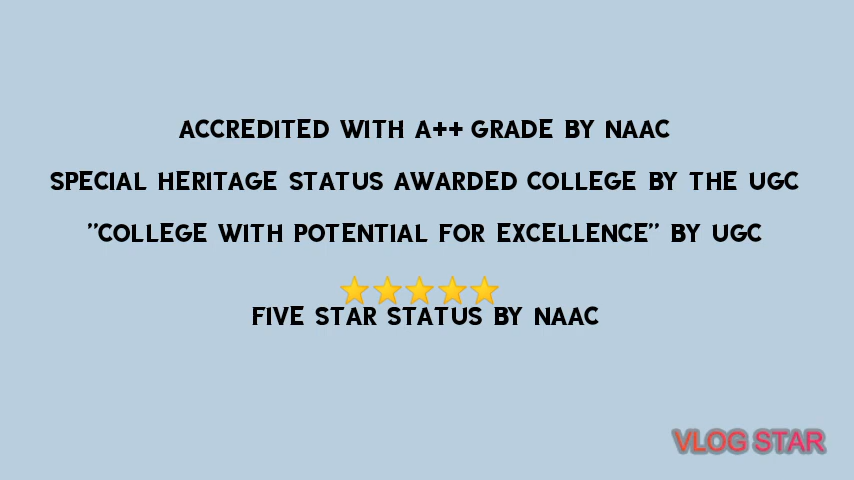 ACCREDITED WITH A++ GRADE BY NAAC
SPECIAL HERITAGE STATUS AWARDED COLLEGE BY THE UGC
"COLLEGE WITH POTENTIAL FOR EXCELLENCE" BY UGC
⭐⭐⭐⭐⭐
FIVE STAR STATUS BY NAAC
VLOG STAR